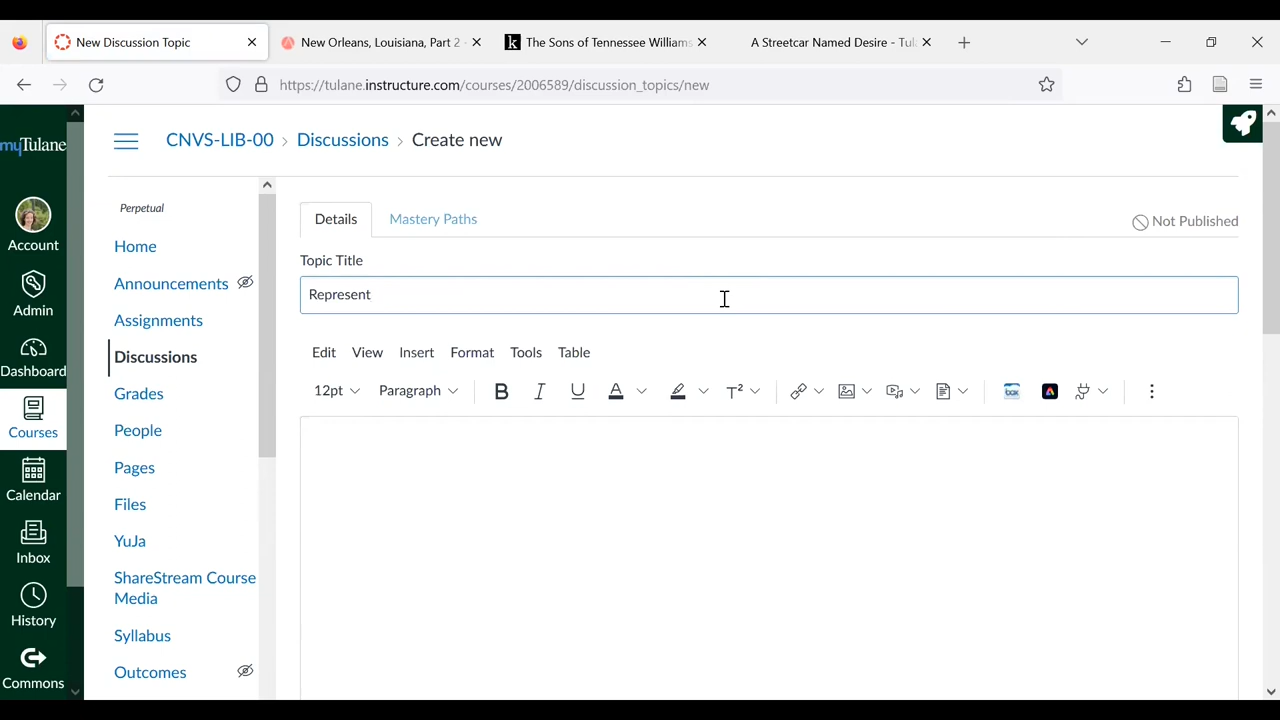 New Discussion Topic
New Orleans, Louisiana, Part 2 -
k The Sons of Tennessee Williams
A Streetcar Named Desire - Tul
https://tulane.instructure.com/courses/2006589/discussion_topics/new
myTulane
Account
Admin
Dashboard
Courses
Calendar
Inbox
History
Commons
CNVS-LIB-00 › Discussions › Create new
Perpetual
Home
Announcements
Assignments
Discussions
Grades
People
Pages
Files
YuJa
ShareStream Course
Media
Syllabus
Outcomes
Details Mastery Paths
Not Published
Topic Title
Represent
Edit View Insert Format Tools Table
12pt Paragraph B I U A T² box